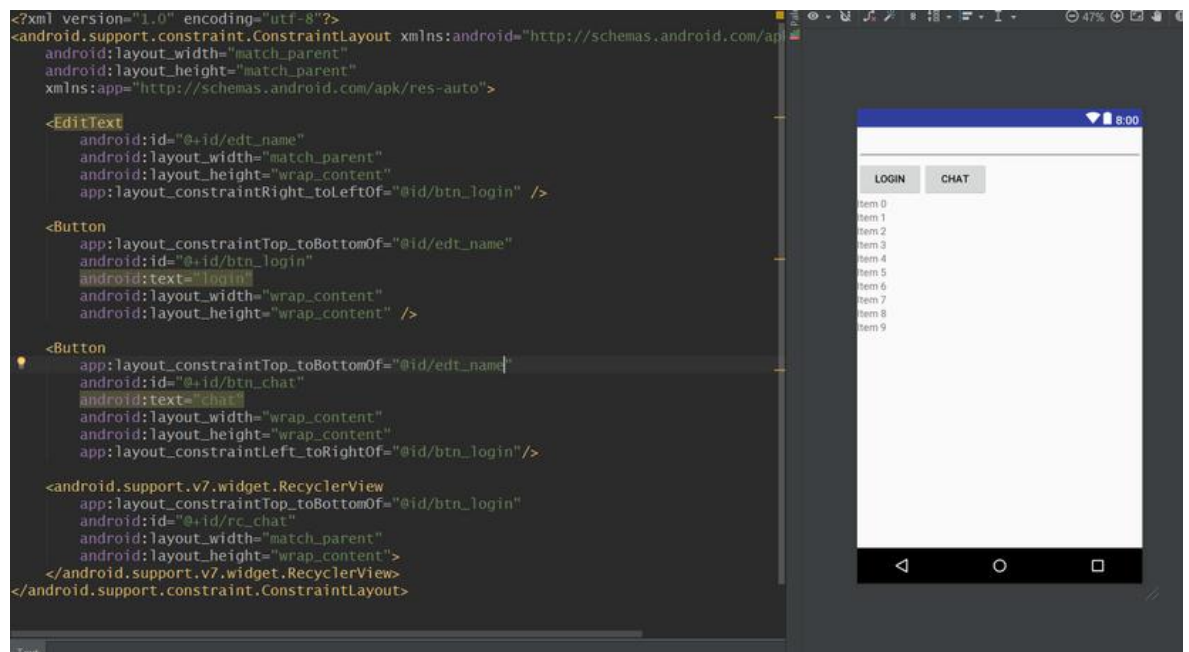 <?xml version="1.0" encoding="utf-8"?>
<android.support.constraint.ConstraintLayout xmlns:android="http://schemas.android.com/ap
android:layout_width="match_parent"
android:layout_height="match_parent"
xmlns:app="http://schemas.android.com/apk/res-auto">
<EditText
android:id="@+id/edt_name"
android:layout_width="match_parent"
android:layout_height="wrap_content"
app:layout_constraintRight_toLeftOf="@id/btn_login" />
<Button
app:layout_constraintTop_toBottomOf="@id/edt_name"
android:id="@+id/btn_login"
android:text="login"
android:layout_width="wrap_content"
android:layout_height="wrap_content" />
<Button
app:layout_constraintTop_toBottomOf="@id/edt_name"
android:id="@+id/btn_chat"
android:text="chat"
android:layout_width="wrap_content"
android:layout_height="wrap_content"
app:layout_constraintLeft_toRightOf="@id/btn_login"/>
<android.support.v7.widget.RecyclerView
app:layout_constraintTop_toBottomOf="@id/btn_login"
android:id="@+id/rc_chat"
android:layout_width="match_parent"
android:layout_height="wrap_content">
</android.support.v7.widget.RecyclerView>
</android.support.constraint.ConstraintLayout>
47%
8:00
LOGIN CHAT
Item 0
Item 1
Item 2
Item 3
Item 4
Item 5
Item 6
Item 7
Item 8
Item 9